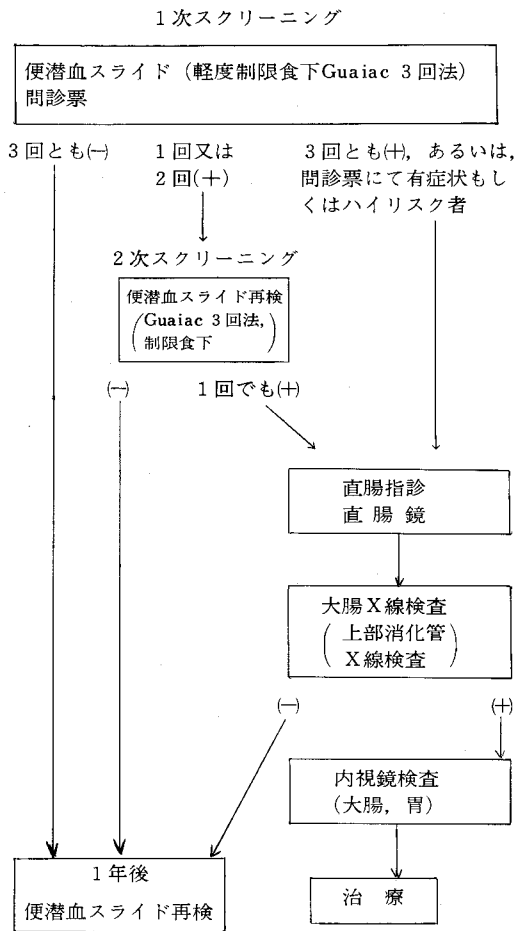 1次スクリーニング
便潜血スライド（軽度制限食下Guaiac 3回法）
問診票
3回とも(−)
1回又は
2回(+)
3回とも(+)，あるいは，
問診票にて有症状もし
くはハイリスク者
2次スクリーニング
便潜血スライド再検
(Guaiac 3回法，
制限食下)
(−)
1回でも(+)
直腸指診
直腸鏡
大腸X線検査
(上部消化管
X線検査)
(−)
(+)
内視鏡検査
(大腸，胃)
1年後
便潜血スライド再検
治 療